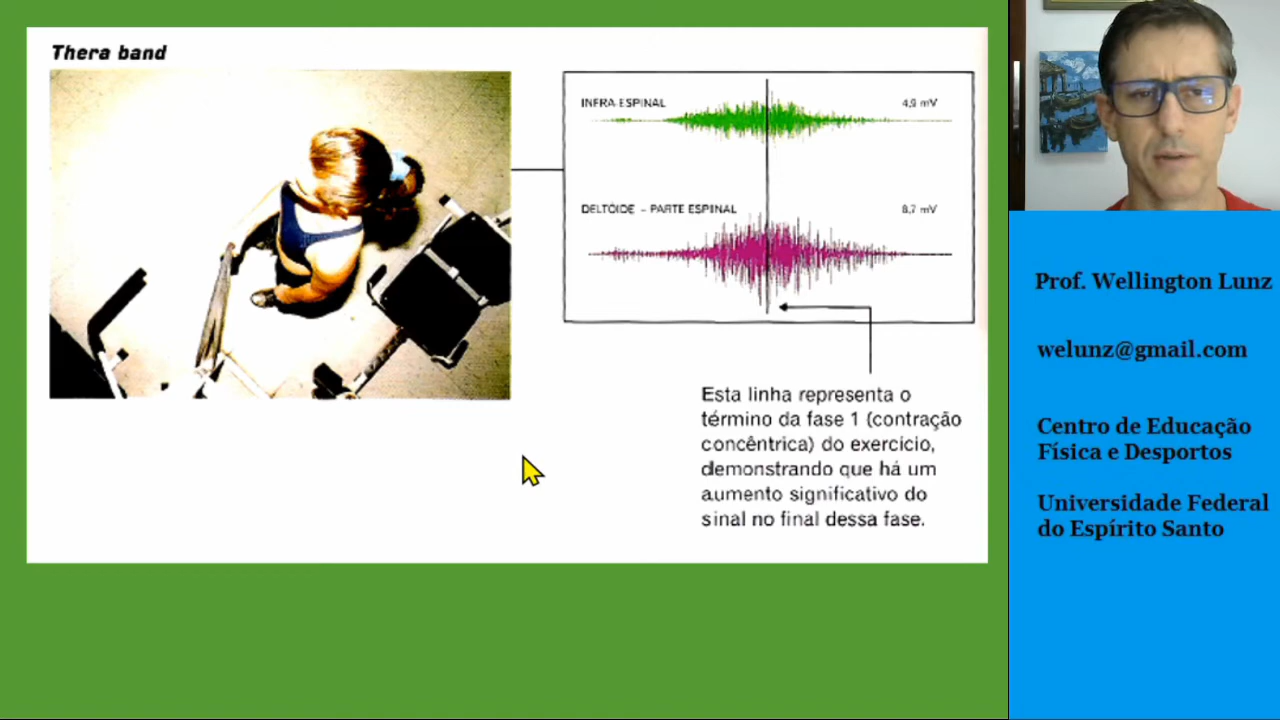 Thera band
INFRA-ESPINAL 4,9 mV
DELTÓIDE – PARTE ESPINAL 8,7 mV
Esta linha representa o
término da fase 1 (contração
concêntrica) do exercício,
demonstrando que há um
aumento significativo do
sinal no final dessa fase.
Prof. Wellington Lunz
welunz@gmail.com
Centro de Educação
Física e Desportos
Universidade Federal
do Espírito Santo